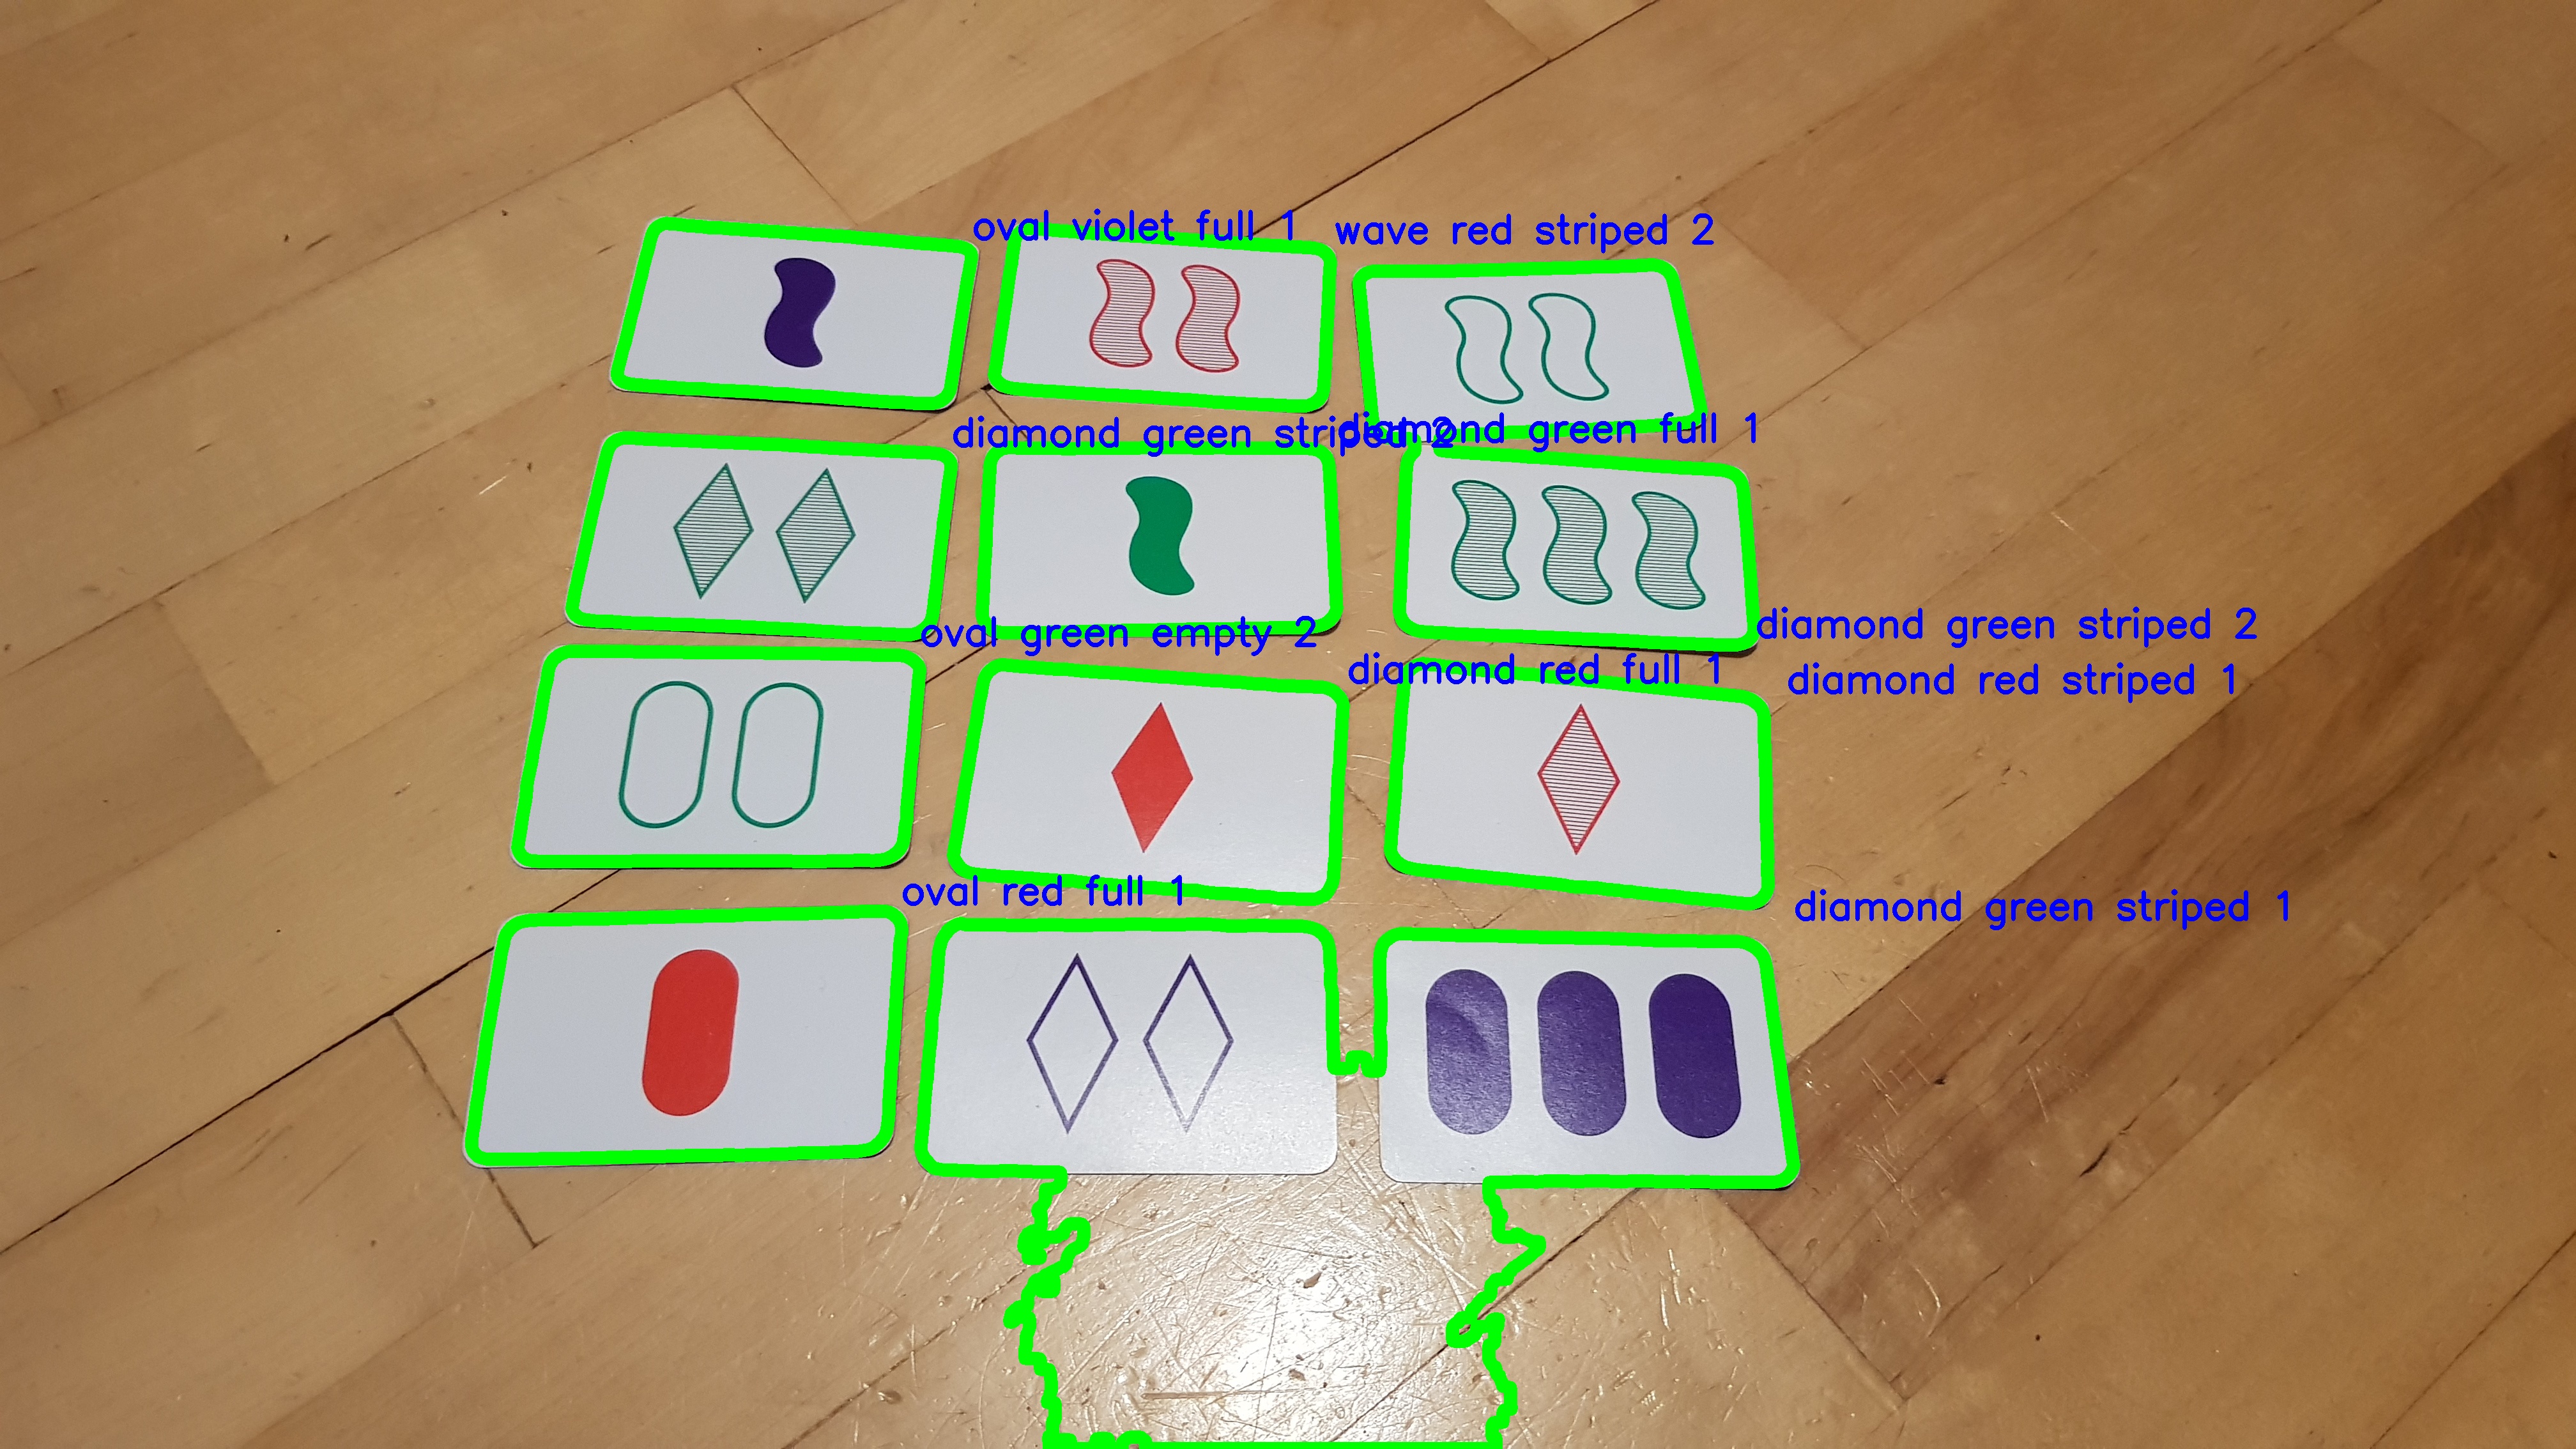 oval violet full 1
wave red striped 2
diamond green striped 2
diamond green full 1
oval green empty 2
diamond green striped 2
diamond red full 1
diamond red striped 1
oval red full 1
diamond green striped 1